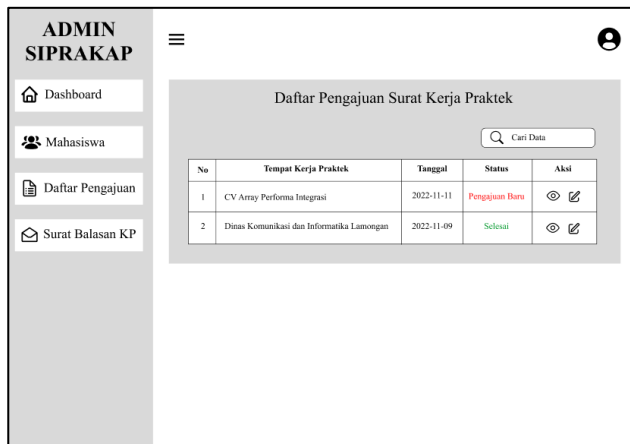 ADMIN
SIPRAKAP
Dashboard
Mahasiswa
Daftar Pengajuan
Surat Balasan KP
Daftar Pengajuan Surat Kerja Praktek
Cari Data
No Tempat Kerja Praktek Tanggal Status Aksi
1 CV Array Performa Integrasi 2022-11-11 Pengajuan Baru
2 Dinas Komunikasi dan Informatika Lamongan 2022-11-09 Selesai